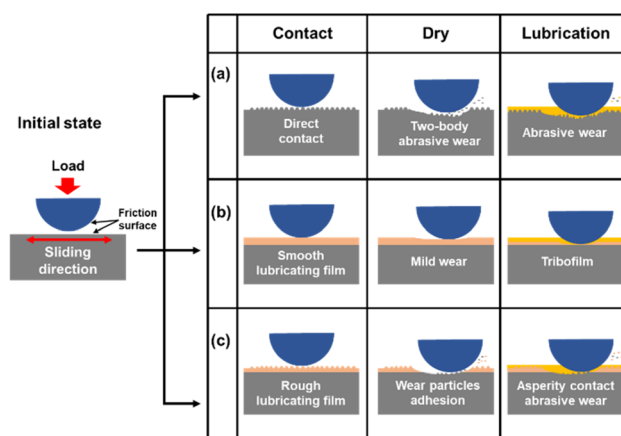 Contact
Dry
Lubrication
Initial state
Load
Friction
surface
Sliding
direction
(a)
Direct
contact
Two-body
abrasive wear
Abrasive wear
(b)
Smooth
lubricating film
Mild wear
Tribofilm
(c)
Rough
lubricating film
Wear particles
adhesion
Asperity contact
abrasive wear